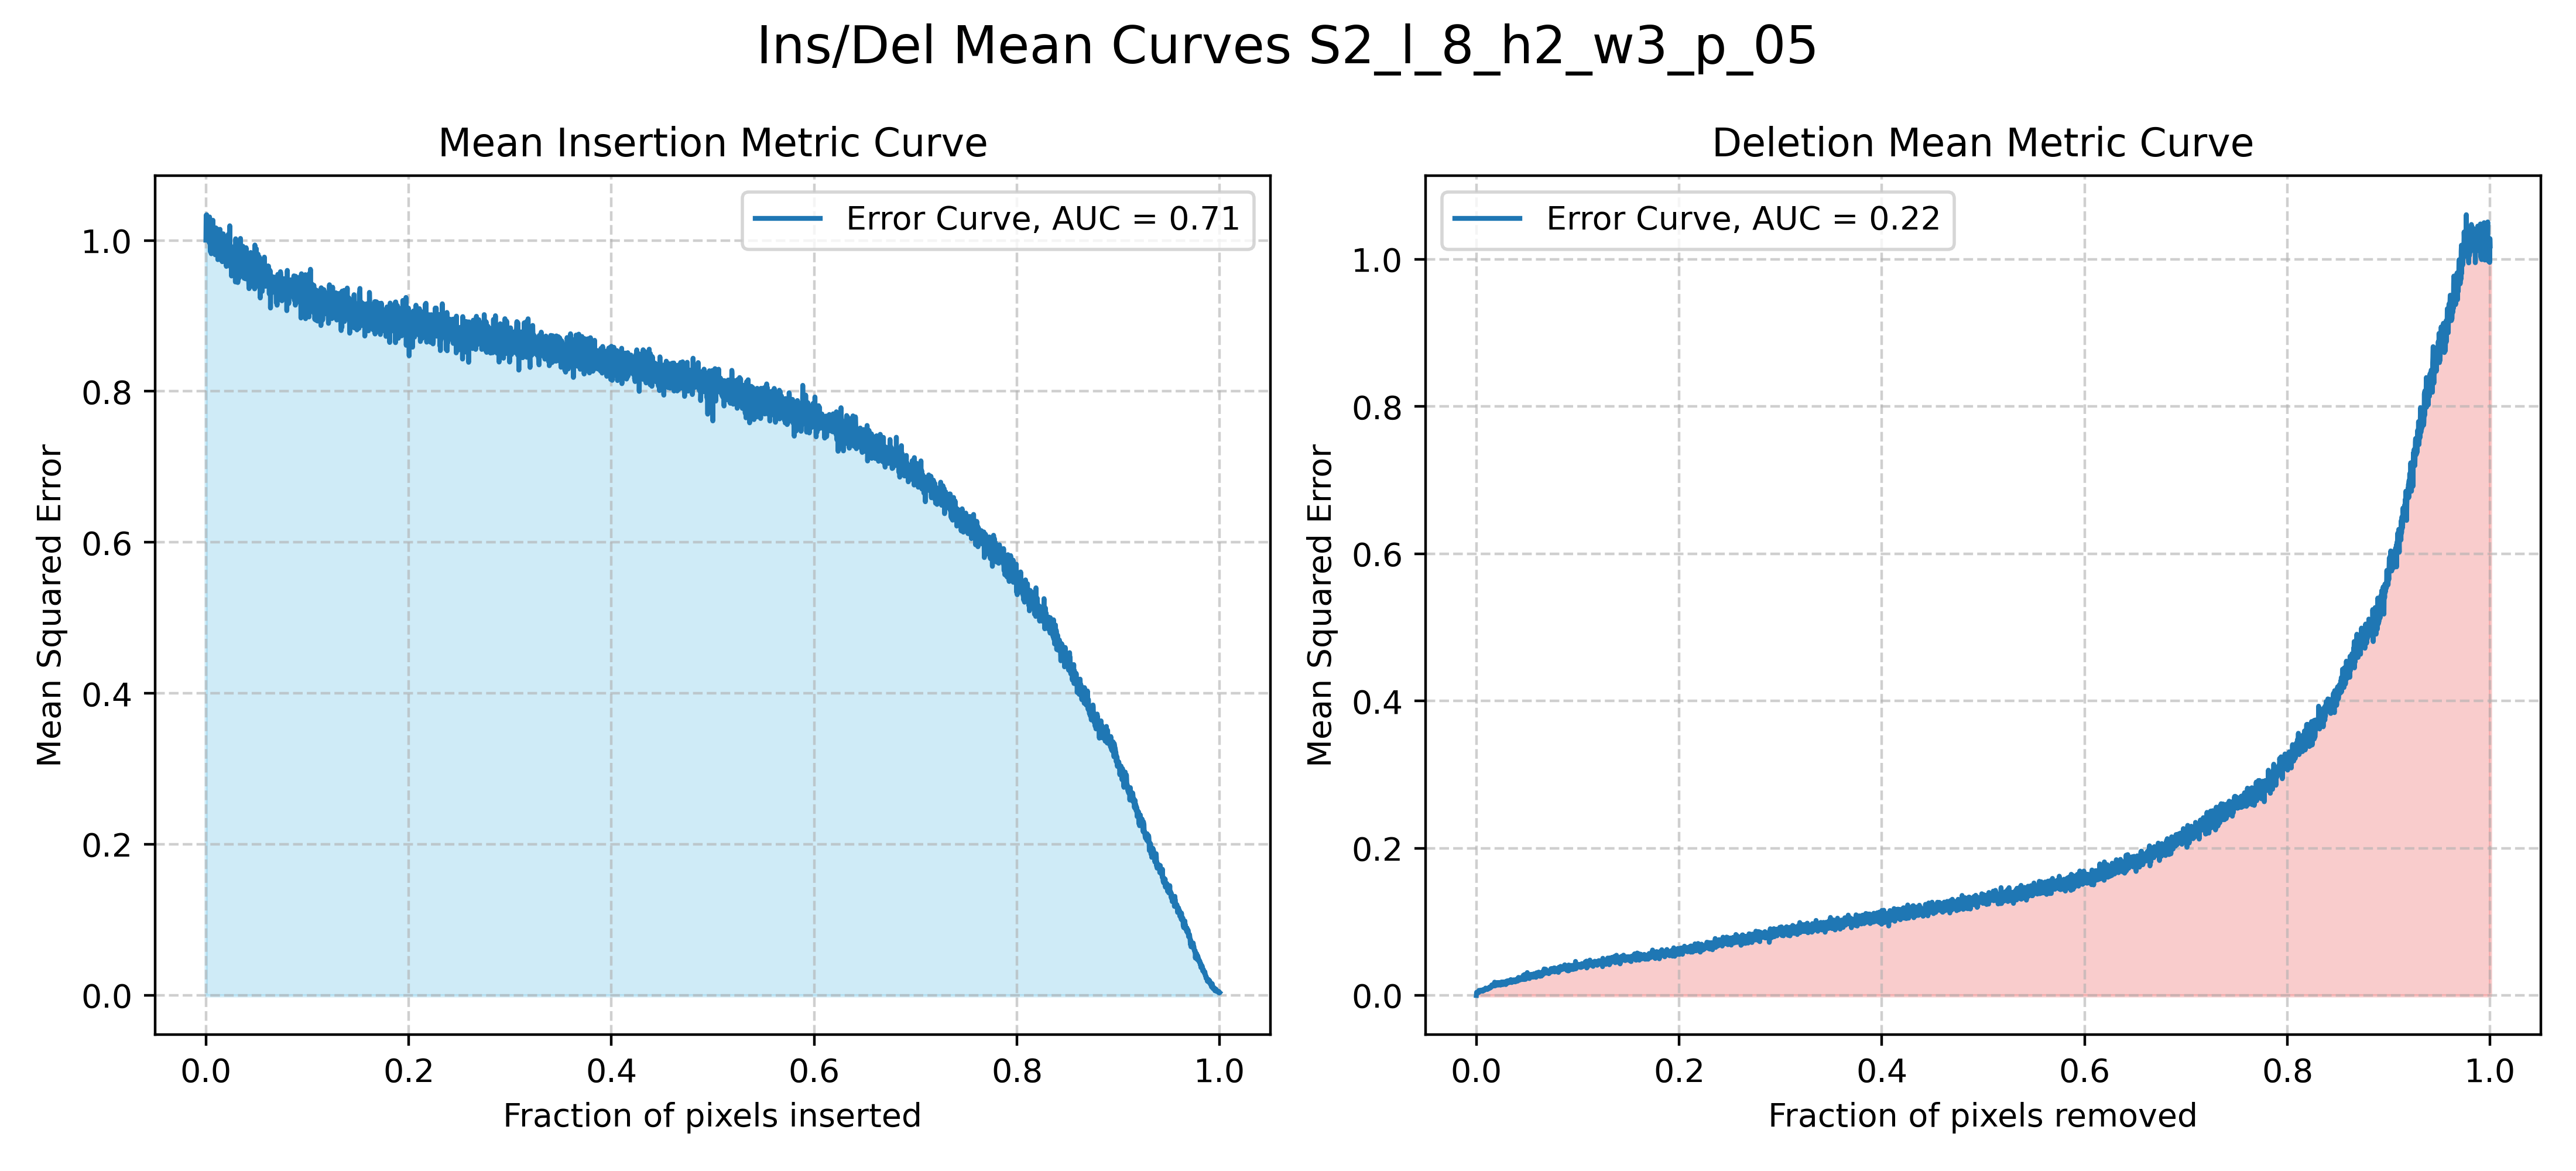 Ins/Del Mean Curves S2_l_8_h2_w3_p_05
Mean Insertion Metric Curve
Error Curve, AUC = 0.71
Mean Squared Error
1.0
0.8
0.6
0.4
0.2
0.0
0.0 0.2 0.4 0.6 0.8 1.0
Fraction of pixels inserted
Deletion Mean Metric Curve
Error Curve, AUC = 0.22
Mean Squared Error
1.0
0.8
0.6
0.4
0.2
0.0
0.0 0.2 0.4 0.6 0.8 1.0
Fraction of pixels removed